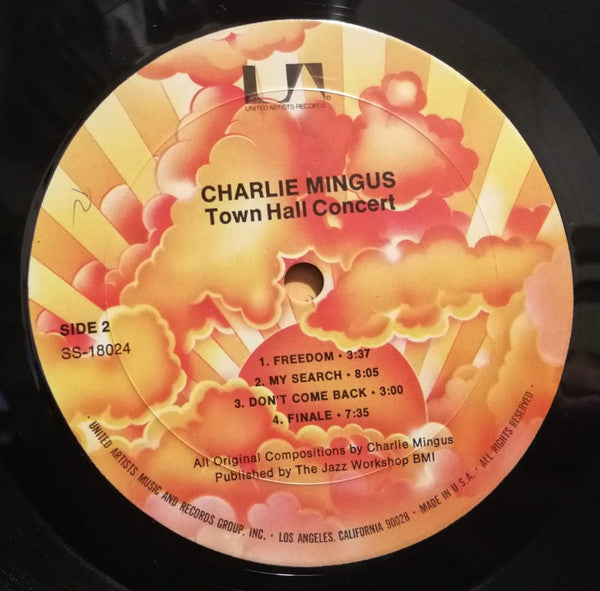 UA®
UNITED ARTISTS RECORDS
CHARLIE MINGUS
Town Hall Concert
SIDE 2
SS-18024
1. FREEDOM • 3:37
2. MY SEARCH • 8:05
3. DON'T COME BACK • 3:00
4. FINALE • 7:35
All Original Compositions by Charlie Mingus
Published by The Jazz Workshop BMI
• UNITED ARTISTS MUSIC AND RECORDS GROUP, INC. • LOS ANGELES, CALIFORNIA 90028 • MADE IN U.S.A. • ALL RIGHTS RESERVED •